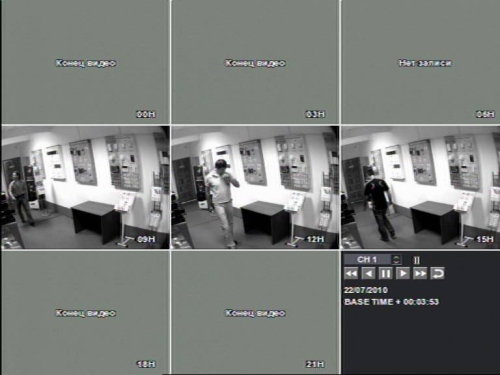 Конец видео
00H
Конец видео
03H
Нет записи
06H
09H
12H
15H
Конец видео
18H
Конец видео
21H
CH 1
22/07/2010
BASE TIME + 00:03:53